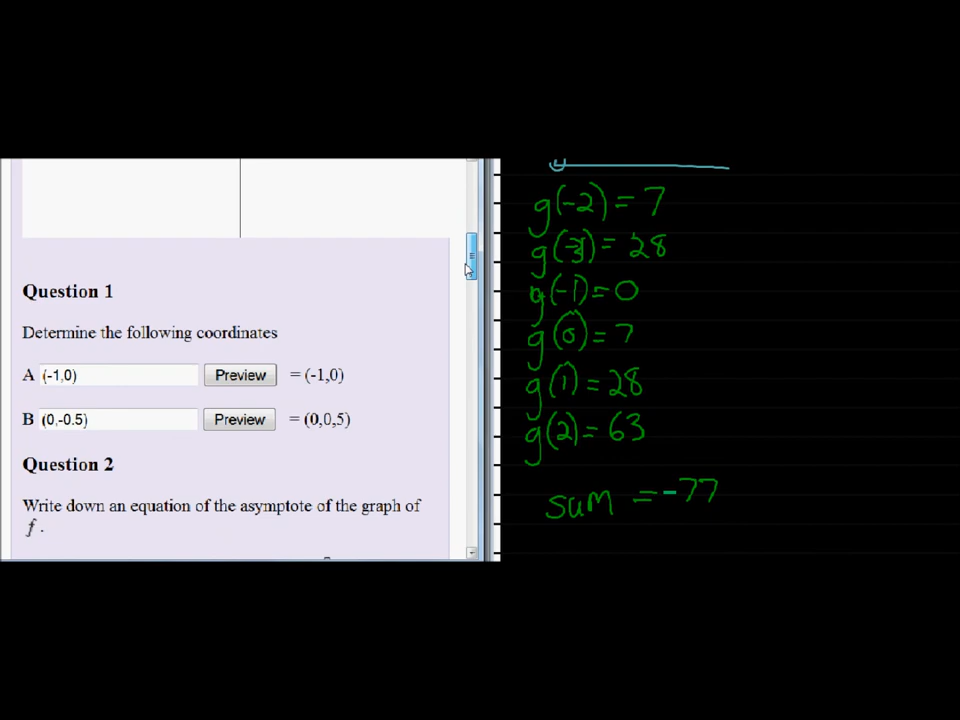 Question 1
Determine the following coordinates
A (-1,0) Preview = (-1,0)
B (0,-0.5) Preview = (0,0,5)
Question 2
Write down an equation of the asymptote of the graph of
f.
g(-2) = 7
g(-3) = 28
g(-1) = 0
g(0) = 7
g(1) = 28
g(2) = 63
sum = -77